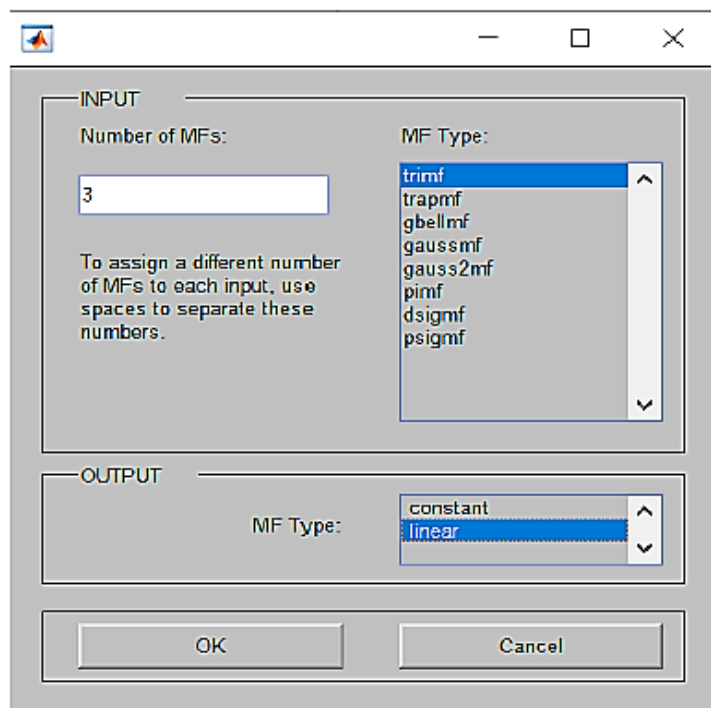 INPUT
Number of MFs:
3
To assign a different number
of MFs to each input, use
spaces to separate these
numbers.
MF Type:
trimf
trapmf
gbellmf
gaussmf
gauss2mf
pimf
dsigmf
psigmf
OUTPUT
MF Type:
constant
linear
OK
Cancel